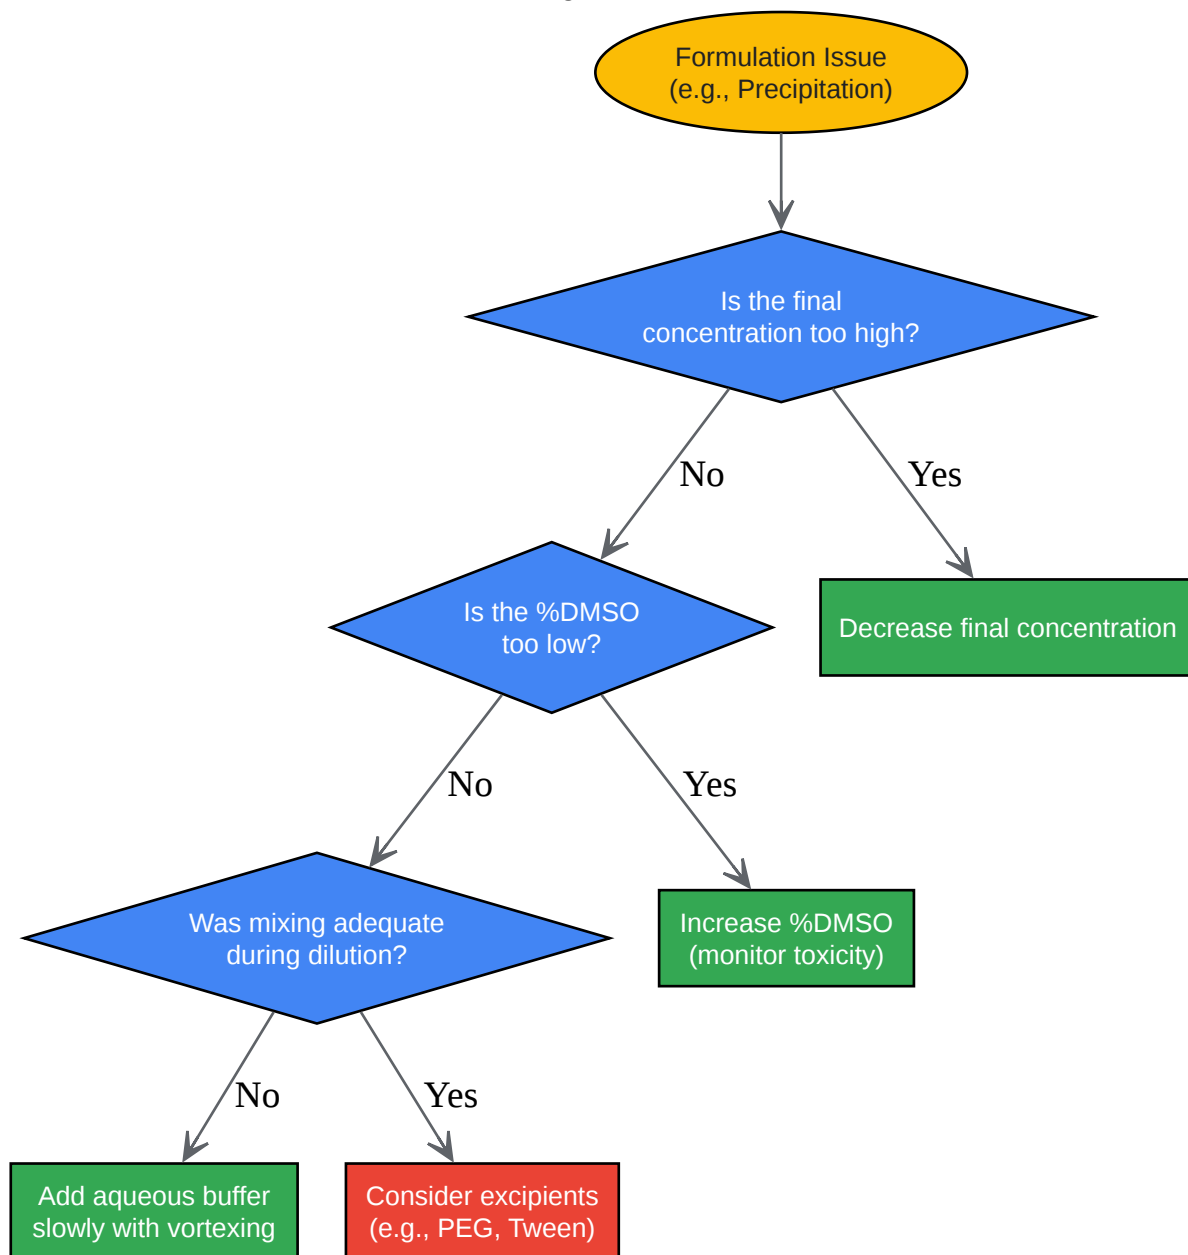 Formulation Issue
(e.g., Precipitation)
Is the final
concentration too high?
No
Yes
Is the %DMSO
too low?
Decrease final concentration
No
Yes
Was mixing adequate
during dilution?
Increase %DMSO
(monitor toxicity)
No
Yes
Add aqueous buffer
slowly with vortexing
Consider excipients
(e.g., PEG, Tween)